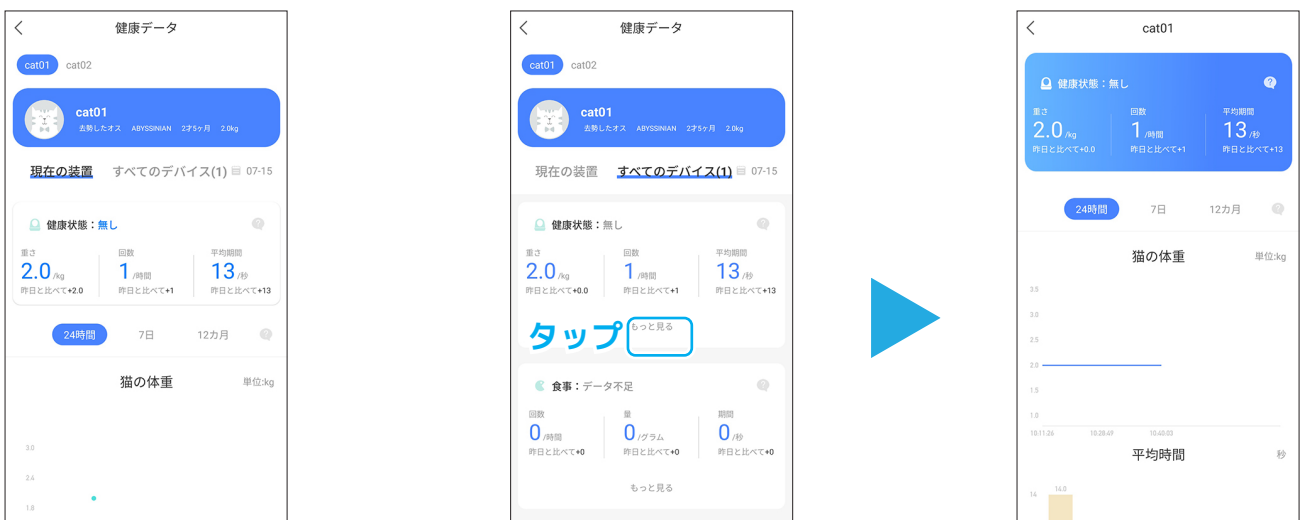 健康データ
cat01 cat02
cat01
去勢したオス ABYSSINIAN 2才5ヶ月 2.0kg
現在の装置 すべてのデバイス(1) 07-15
健康状態：無し
重さ 回数 平均期間
2.0 /kg 1 /時間 13 /秒
昨日と比べて+2.0 昨日と比べて+1 昨日と比べて+13
24時間 7日 12カ月
猫の体重 単位:kg
3.0
2.4
1.8
健康データ
cat01 cat02
cat01
去勢したオス ABYSSINIAN 2才5ヶ月 2.0kg
現在の装置 すべてのデバイス(1) 07-15
健康状態：無し
重さ 回数 平均期間
2.0 /kg 1 /時間 13 /秒
昨日と比べて+0.0 昨日と比べて+1 昨日と比べて+13
タップ もっと見る
食事：データ不足
回数 量 期間
0 /時間 0 /グラム 0 /秒
昨日と比べて+0 昨日と比べて+0 昨日と比べて+0
もっと見る
cat01
健康状態：無し
重さ 回数 平均期間
2.0 /kg 1 /時間 13 /秒
昨日と比べて+0.0 昨日と比べて+1 昨日と比べて+13
24時間 7日 12カ月
猫の体重 単位:kg
3.5
3.0
2.5
2.0
1.5
1.0
10:11:26 10:28:49 10:40:03
平均時間 秒
14 14.0